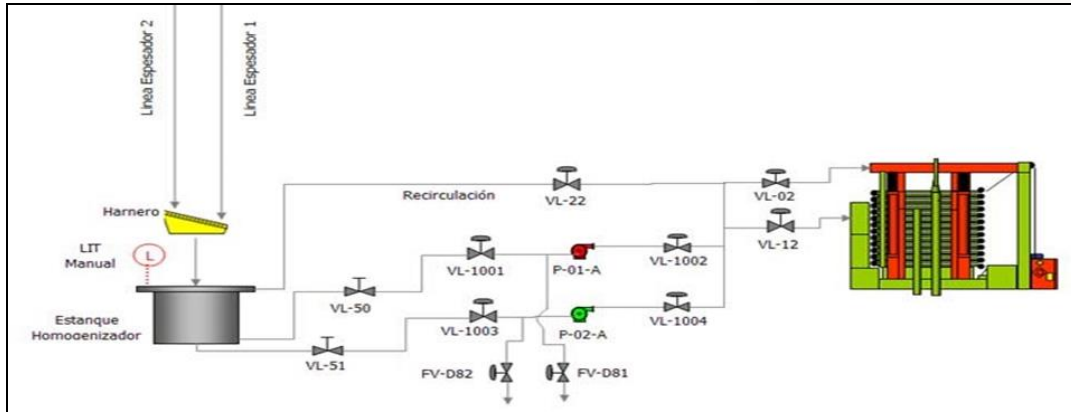 Linea Espesador 2
Linea Espesador 1
Harnero
LIT
Manual
L
Estanque
Homogenizador
Recirculación
VL-22
VL-02
VL-12
VL-1001
P-01-A
VL-1002
VL-50
VL-1003
P-02-A
VL-1004
VL-51
FV-D82
FV-D81